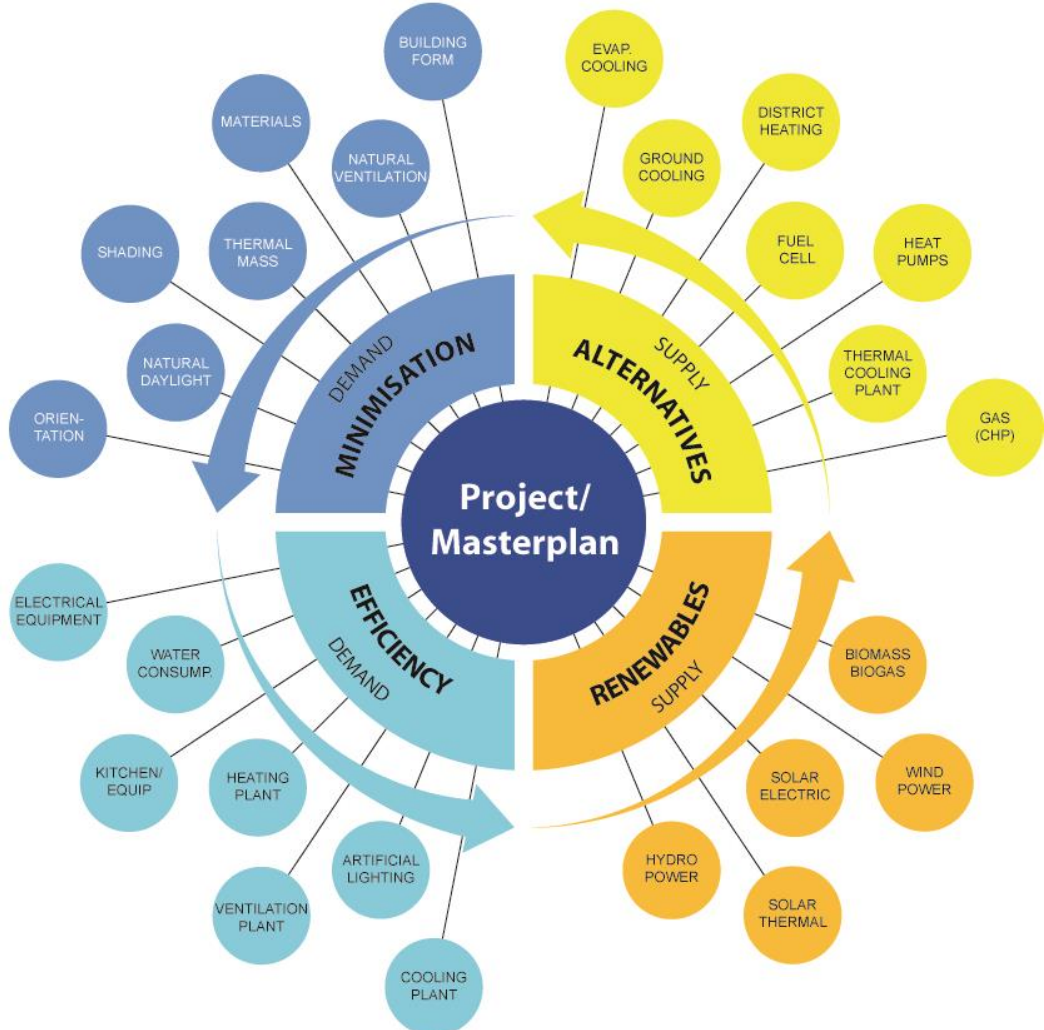 BUILDING
FORM
MATERIALS
NATURAL
VENTILATION
SHADING
THERMAL
MASS
NATURAL
DAYLIGHT
ORIEN-
TATION
EVAP.
COOLING
DISTRICT
HEATING
GROUND
COOLING
FUEL
CELL
HEAT
PUMPS
THERMAL
COOLING
PLANT
GAS
(CHP)
DEMAND
MINIMISATION
SUPPLY
ALTERNATIVES
Project/
Masterplan
EFFICIENCY
DEMAND
RENEWABLES
SUPPLY
ELECTRICAL
EQUIPMENT
WATER
CONSUMP.
KITCHEN/
EQUIP
HEATING
PLANT
VENTILATION
PLANT
ARTIFICIAL
LIGHTING
COOLING
PLANT
BIOMASS
BIOGAS
WIND
POWER
SOLAR
ELECTRIC
HYDRO
POWER
SOLAR
THERMAL